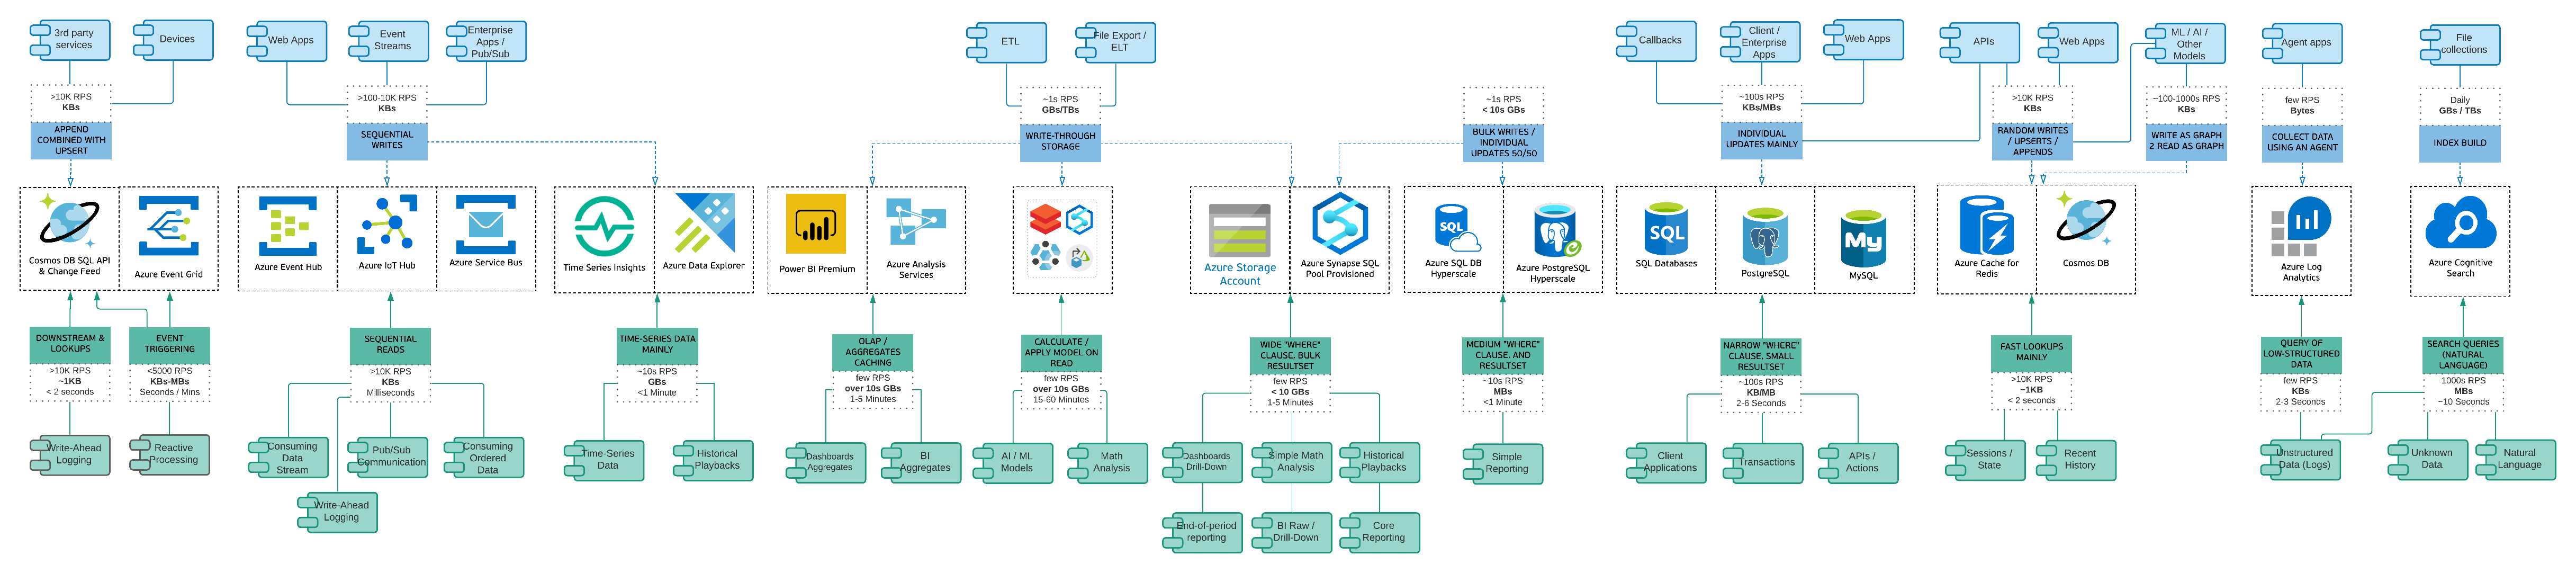 3rd party
services
Devices
Web Apps
Event
Streams
Enterprise
Apps /
Pub/Sub
ETL
File Export /
ELT
Callbacks
Client /
Enterprise
Apps
Web Apps
APIs
Web Apps
ML / AI /
Other
Models
Agent apps
File
collections
>10K RPS
KBs
>100-10K RPS
KBs
~1s RPS
GBs/TBs
~1s RPS
< 10s GBs
~100s RPS
KBs/MBs
>10K RPS
KBs
~100-1000s RPS
KBs
few RPS
Bytes
Daily
GBs / TBs
APPEND
COMBINED WITH
UPSERT
SEQUENTIAL
WRITES
WRITE-THROUGH
STORAGE
BULK WRITES /
INDIVIDUAL
UPDATES 50/50
INDIVIDUAL
UPDATES MAINLY
RANDOM WRITES
/ UPSERTS /
APPENDS
WRITE AS GRAPH
2 READ AS GRAPH
COLLECT DATA
USING AN AGENT
INDEX BUILD
Cosmos DB SQL API
& Change Feed
Azure Event Grid
Azure Event Hub
Azure IoT Hub
Azure Service Bus
Time Series Insights
Azure Data Explorer
Power BI Premium
Azure Analysis
Services
Azure Storage
Account
Azure Synapse SQL
Pool Provisioned
SQL
Azure SQL DB
Hyperscale
Azure PostgreSQL
Hyperscale
SQL
SQL Databases
PostgreSQL
My
MySQL
Azure Cache for
Redis
Cosmos DB
Azure Log
Analytics
Azure Cognitive
Search
DOWNSTREAM &
LOOKUPS
>10K RPS
~1KB
< 2 seconds
EVENT
TRIGGERING
<5000 RPS
KBs-MBs
Seconds / Mins
SEQUENTIAL
READS
>10K RPS
KBs
Milliseconds
TIME-SERIES DATA
MAINLY
~10s RPS
GBs
<1 Minute
OLAP /
AGGREGATES
CACHING
few RPS
over 10s GBs
1-5 Minutes
CALCULATE /
APPLY MODEL ON
READ
few RPS
over 10s GBs
15-60 Minutes
WIDE "WHERE"
CLAUSE, BULK
RESULTSET
few RPS
< 10 GBs
1-5 Minutes
MEDIUM "WHERE"
CLAUSE, AND
RESULTSET
~10s RPS
MBs
<1 Minute
NARROW "WHERE"
CLAUSE, SMALL
RESULTSET
~100s RPS
KB/MB
2-6 Seconds
FAST LOOKUPS
MAINLY
>10K RPS
~1KB
< 2 seconds
QUERY OF
LOW-STRUCTURED
DATA
few RPS
KBs
2-3 Seconds
SEARCH QUERIES
(NATURAL
LANGUAGE)
1000s RPS
MBs
~10 Seconds
Write-Ahead
Logging
Reactive
Processing
Consuming
Data
Stream
Pub/Sub
Communication
Consuming
Ordered
Data
Write-Ahead
Logging
Time-Series
Data
Historical
Playbacks
Dashboards
Aggregates
BI
Aggregates
AI / ML
Models
Math
Analysis
Dashboards
Drill-Down
Simple Math
Analysis
Historical
Playbacks
End-of-period
reporting
BI Raw /
Drill-Down
Core
Reporting
Simple
Reporting
Client
Applications
Transactions
APIs /
Actions
Sessions /
State
Recent
History
Unstructured
Data (Logs)
Unknown
Data
Natural
Language